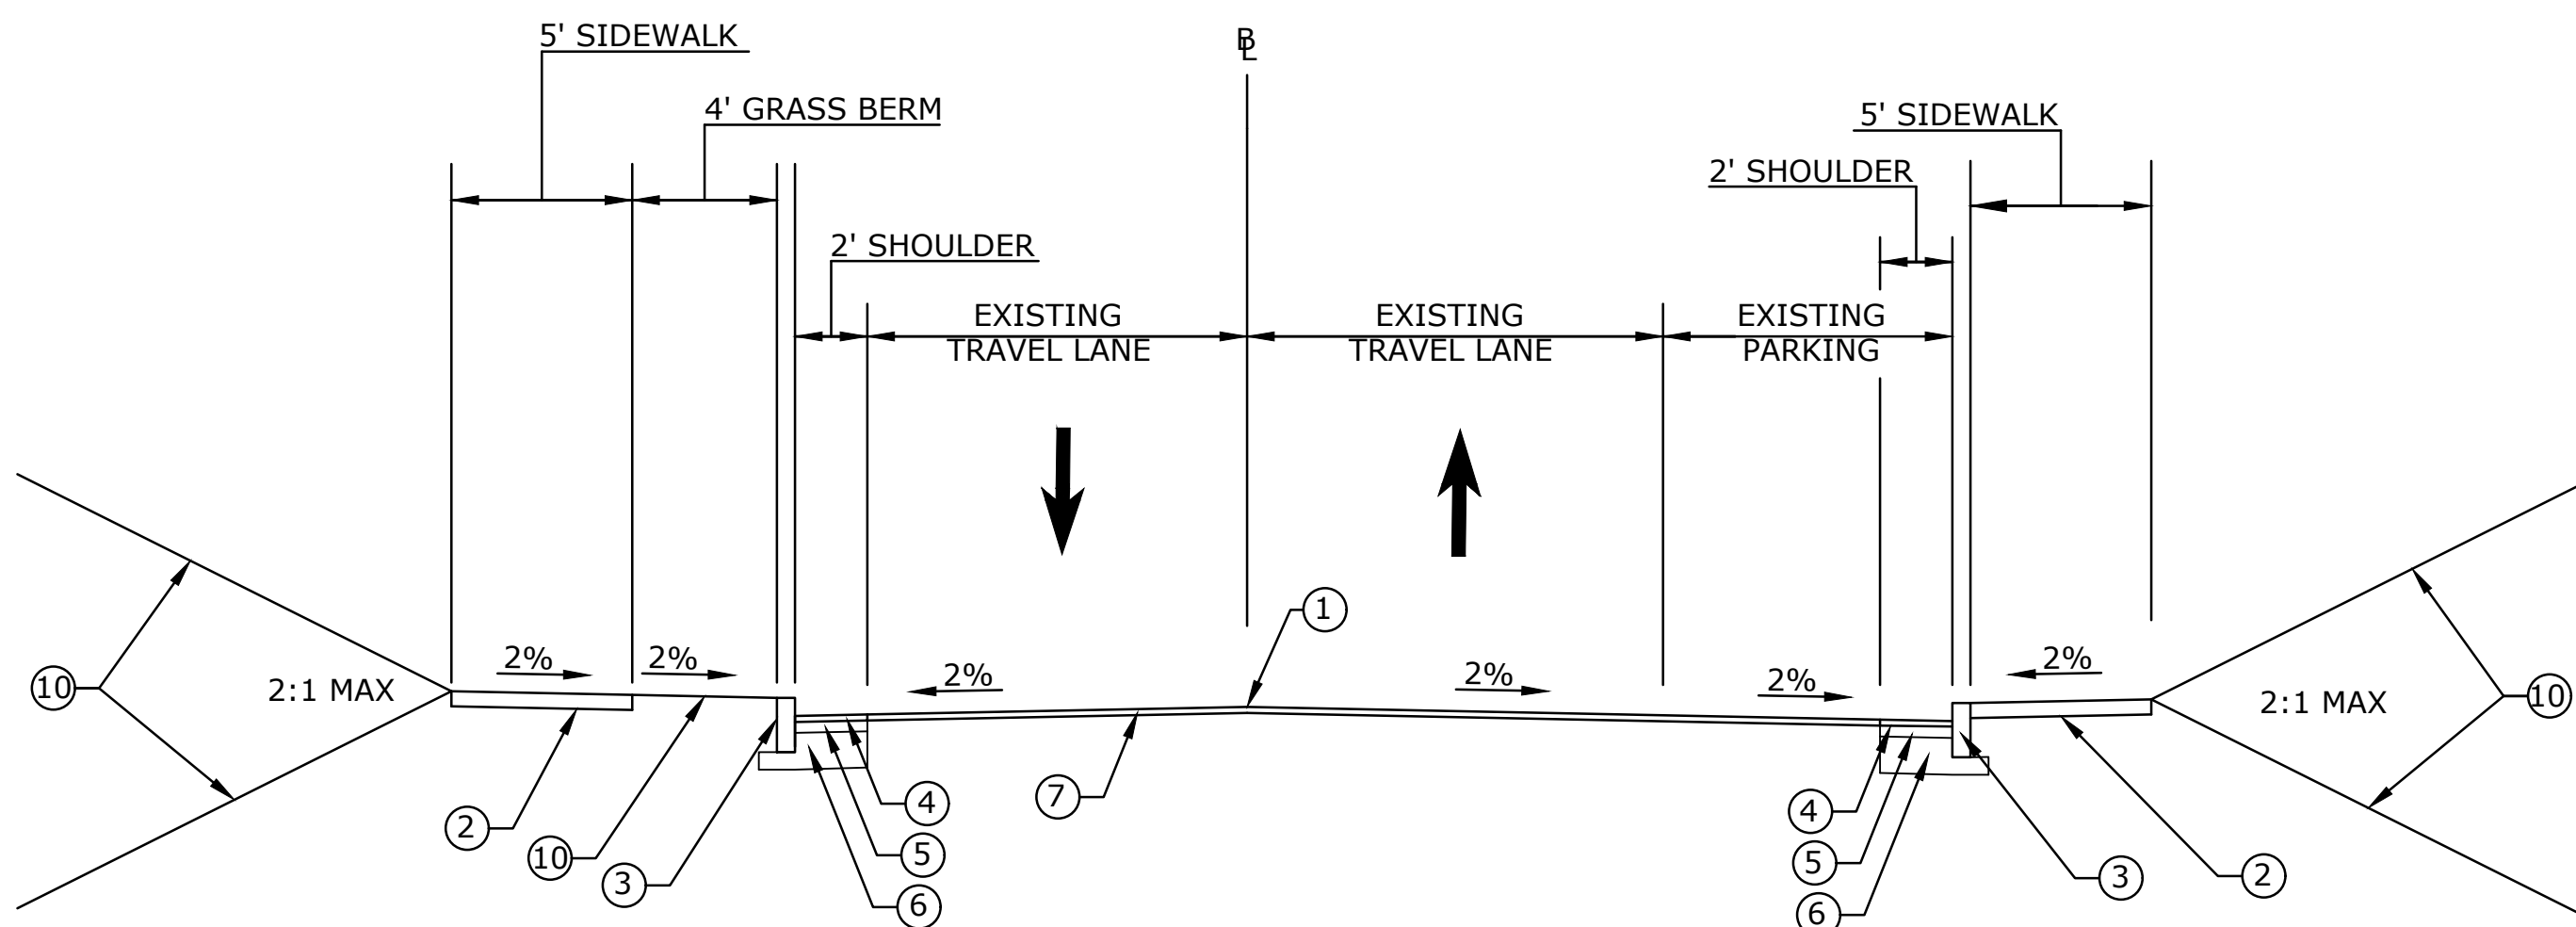 5' SIDEWALK
BL
4' GRASS BERM
5' SIDEWALK
2' SHOULDER
2' SHOULDER
EXISTING
TRAVEL LANE
EXISTING
TRAVEL LANE
EXISTING
PARKING
1
2%
2%
2%
2%
2%
2%
10
2:1 MAX
2:1 MAX
10
7
4
4
2
5
5
10
3
6
6
3
2